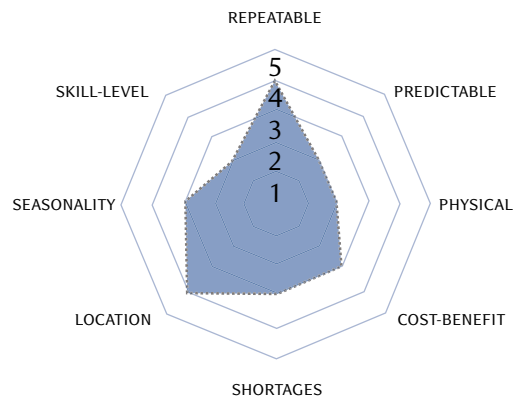 REPEATABLE
5
SKILL-LEVEL
PREDICTABLE
4
3
2
1
SEASONALITY
PHYSICAL
LOCATION
COST-BENEFIT
SHORTAGES